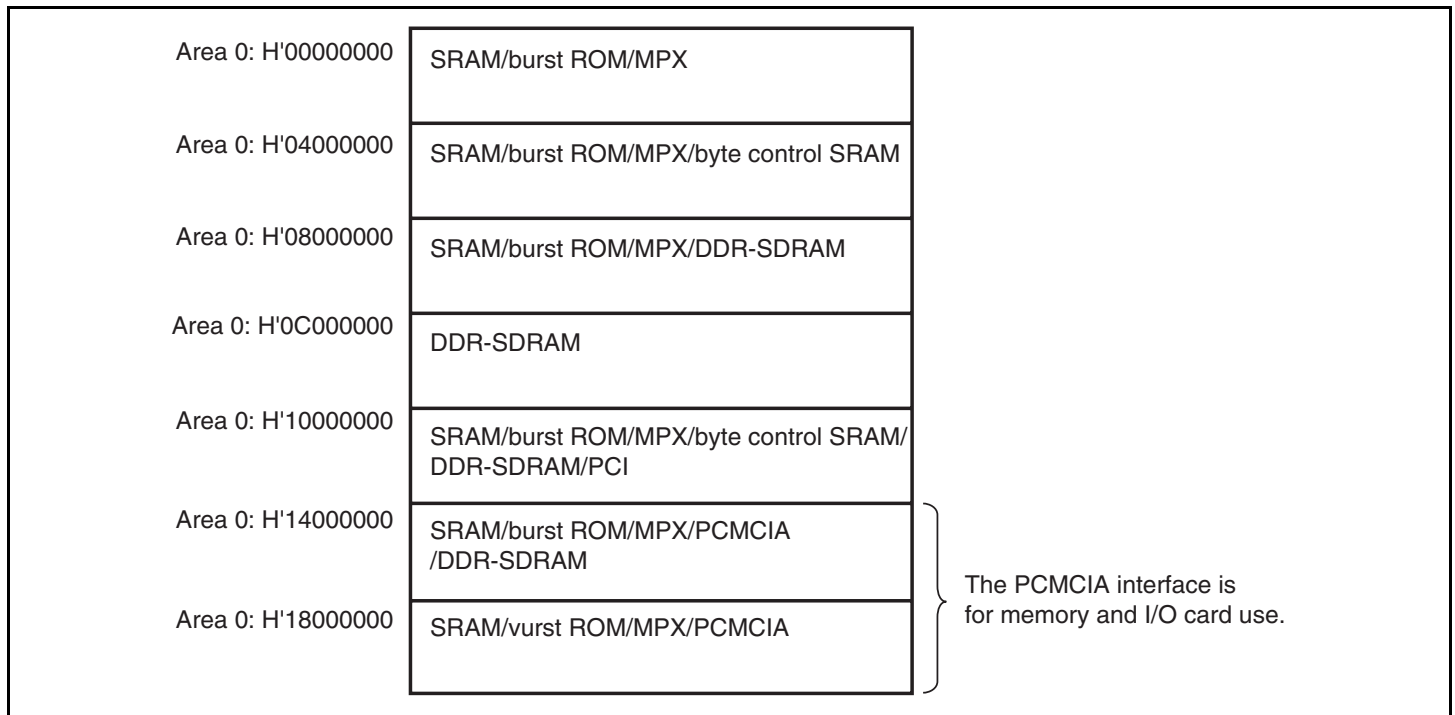 Area 0: H'00000000
SRAM/burst ROM/MPX
Area 0: H'04000000
SRAM/burst ROM/MPX/byte control SRAM
Area 0: H'08000000
SRAM/burst ROM/MPX/DDR-SDRAM
Area 0: H'0C000000
DDR-SDRAM
Area 0: H'10000000
SRAM/burst ROM/MPX/byte control SRAM/
DDR-SDRAM/PCI
Area 0: H'14000000
SRAM/burst ROM/MPX/PCMCIA
/DDR-SDRAM
The PCMCIA interface is
for memory and I/O card use.
Area 0: H'18000000
SRAM/vurst ROM/MPX/PCMCIA